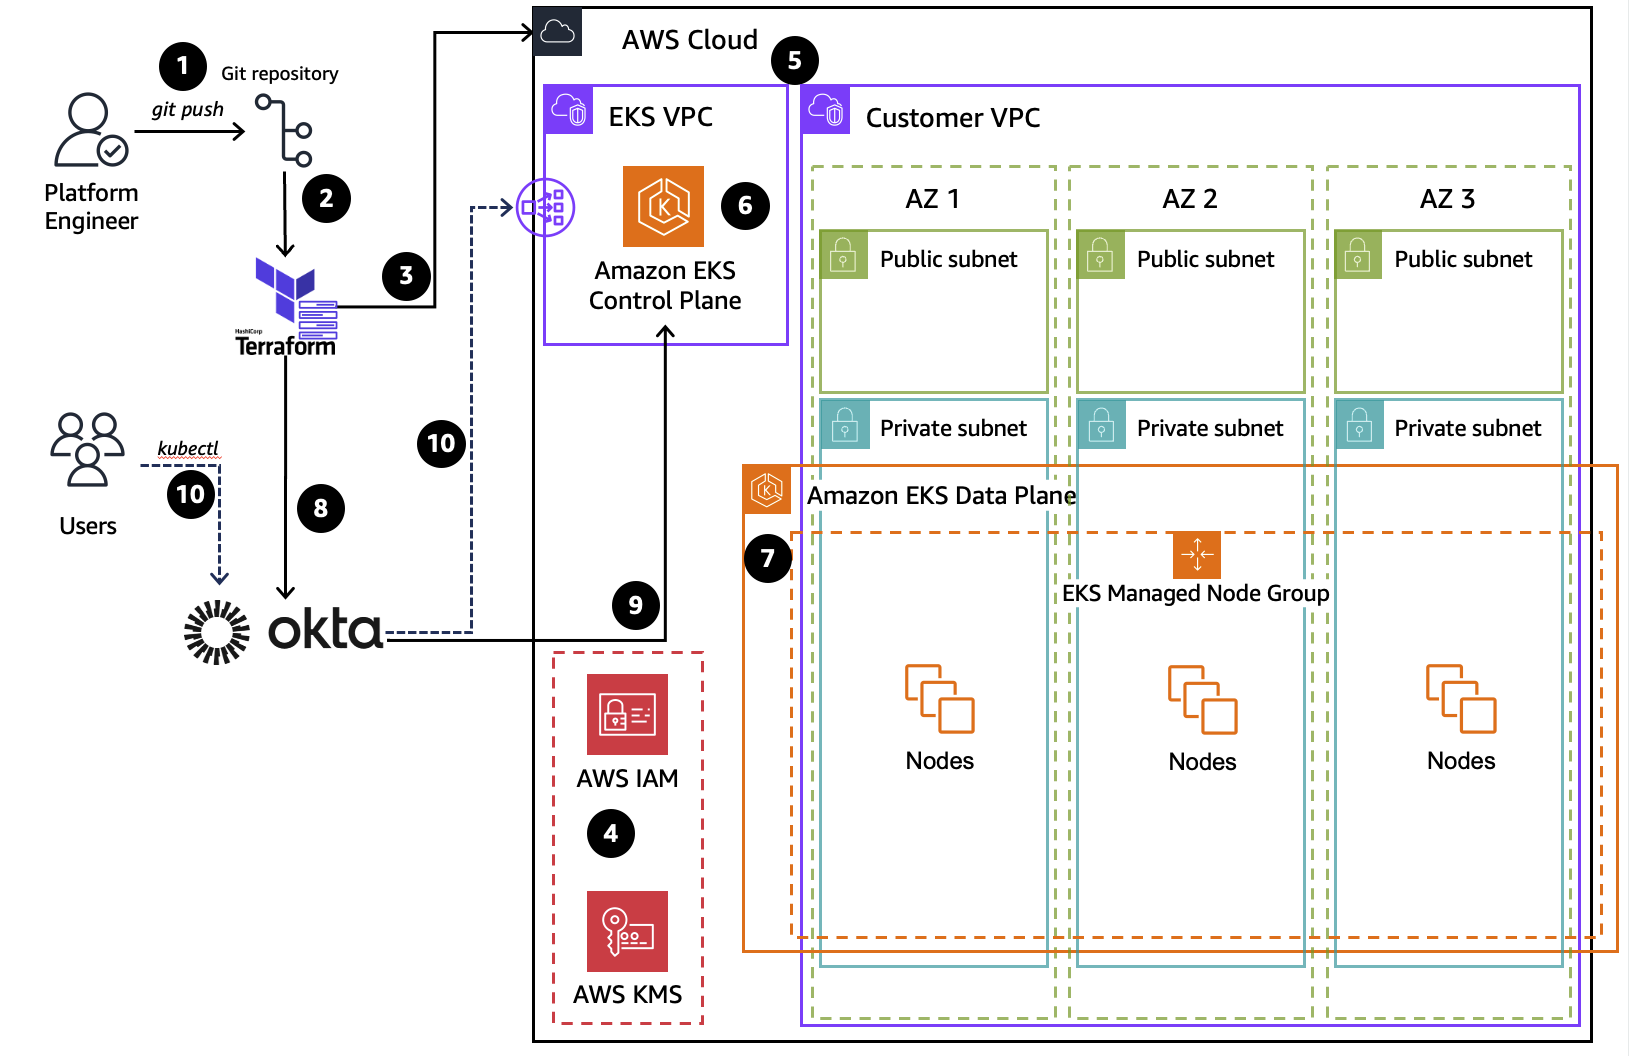 1
Git repository
git push
Platform
Engineer
2
3
HashiCorp
Terraform
kubectl
10
Users
8
okta
10
9
AWS Cloud
5
EKS VPC
6
Amazon EKS
Control Plane
AWS IAM
4
AWS KMS
Customer VPC
AZ 1
AZ 2
AZ 3
Public subnet
Public subnet
Public subnet
Private subnet
Private subnet
Private subnet
Amazon EKS Data Plane
7
EKS Managed Node Group
Nodes
Nodes
Nodes